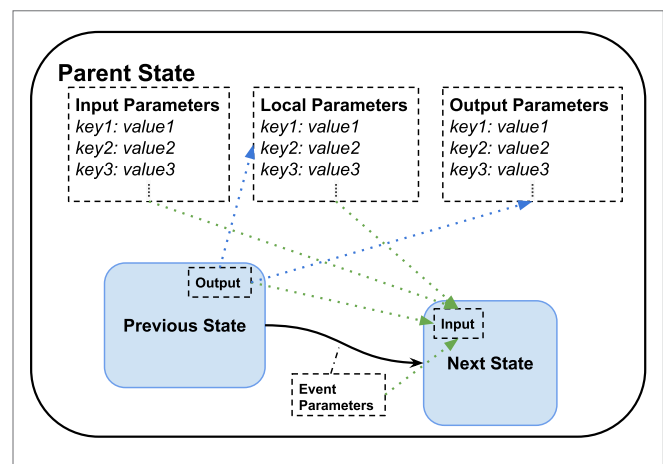 Parent State
Input Parameters
key1: value1
key2: value2
key3: value3
Local Parameters
key1: value1
key2: value2
key3: value3
Output Parameters
key1: value1
key2: value2
key3: value3
Output
Previous State
Input
Next State
Event
Parameters